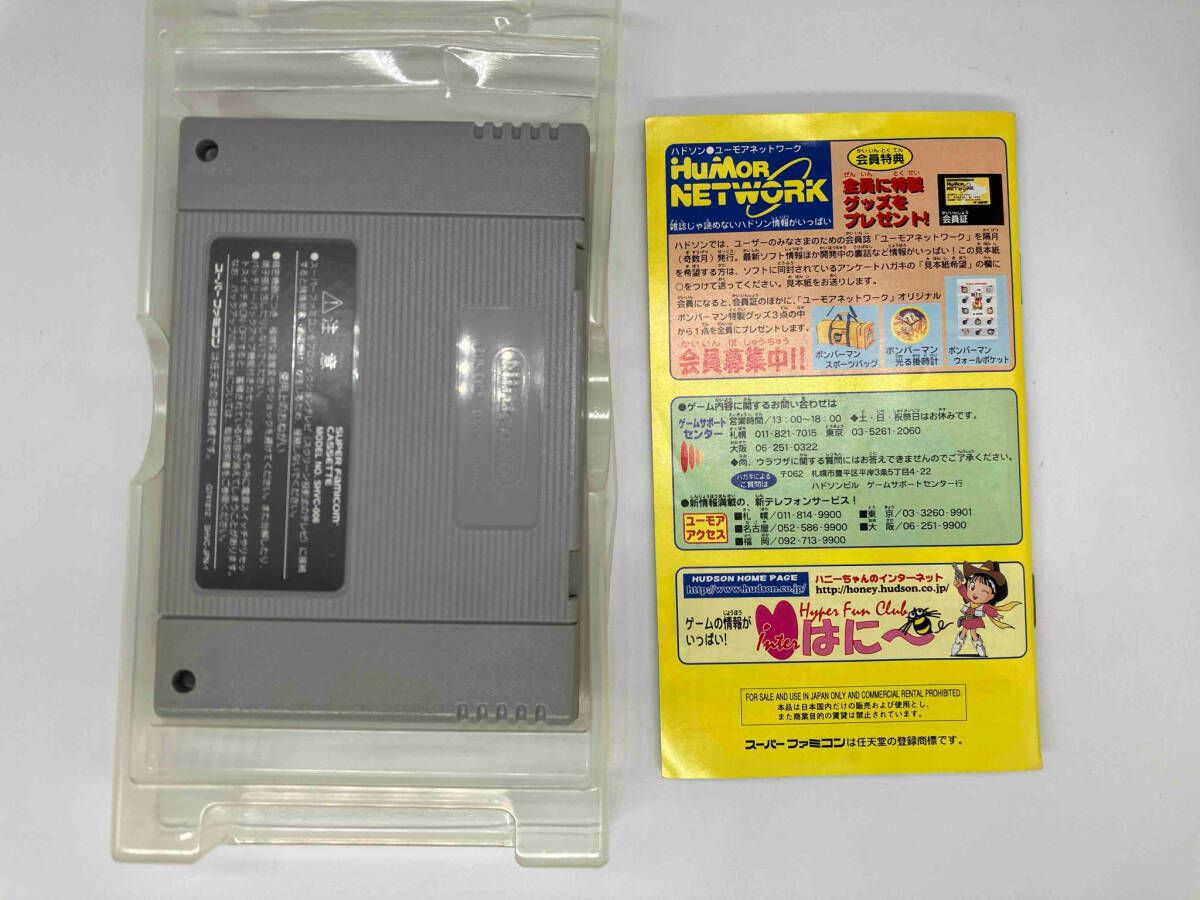 スーパーファミコンは任天堂の登録商標です。
⚠注意
SUPER FAMICOM
CASSETTE
MODEL NO. SHVC-006
使用上のおねがい
SHVC-JPN-1
ハドソン●ユーモアネットワーク
HuMoR
NETWORK
雑誌じゃ読めないハドソン情報がいっぱい
会員特典
全員に特製
グッズを
プレゼント!
会員証
ハドソンでは、ユーザーのみなさまのための会員誌「ユーモアネットワーク」を隔月
(奇数月)発行。最新ソフト情報ほか開発中の裏話など情報がいっぱい!この見本紙
を希望する方は、ソフトに同封されているアンケートハガキの「見本紙希望」の欄に
○をつけて送ってください。見本紙をお送りします。
会員になると、会員証のほかに、「ユーモアネットワーク」オリジナル
ボンバーマン特製グッズ3点の中
から1点を全員にプレゼントします。
会員募集中!!
ボンバーマン
スポーツバッグ
ボンバーマン
光る掛時計
ボンバーマン
ウォールポケット
●ゲーム内容に関するお問い合わせは
ゲームサポート
センター
営業時間/13:00〜18:00 ◆土・日・祝祭日はお休みです。
札幌 011-821-7015 東京 03-5261-2060
大阪 06-251-0322
◆尚、ウラワザに関する質問にはお答えできませんのでご了承ください。
ハガキによる
ご質問は
〒062 札幌市豊平区平岸3条5丁目4-22
ハドソンビル ゲームサポートセンター行
●新情報満載の、新テレフォンサービス!
ユーモア
アクセス
■札幌/011-814-9900 ■東京/03-3260-9901
■名古屋/052-586-9900 ■大阪/06-251-9900
■福岡/092-713-9900
HUDSON HOME PAGE
http://www.hudson.co.jp/
ハニーちゃんのインターネット
http://honey.hudson.co.jp/
ゲームの情報が
いっぱい!
Hyper Fun Club
Inter はに〜
FOR SALE AND USE IN JAPAN ONLY AND COMMERCIAL RENTAL PROHIBITED.
本品は日本国内だけの販売および使用とし、
また商業目的の賃貸は禁止されています。
スーパーファミコンは任天堂の登録商標です。